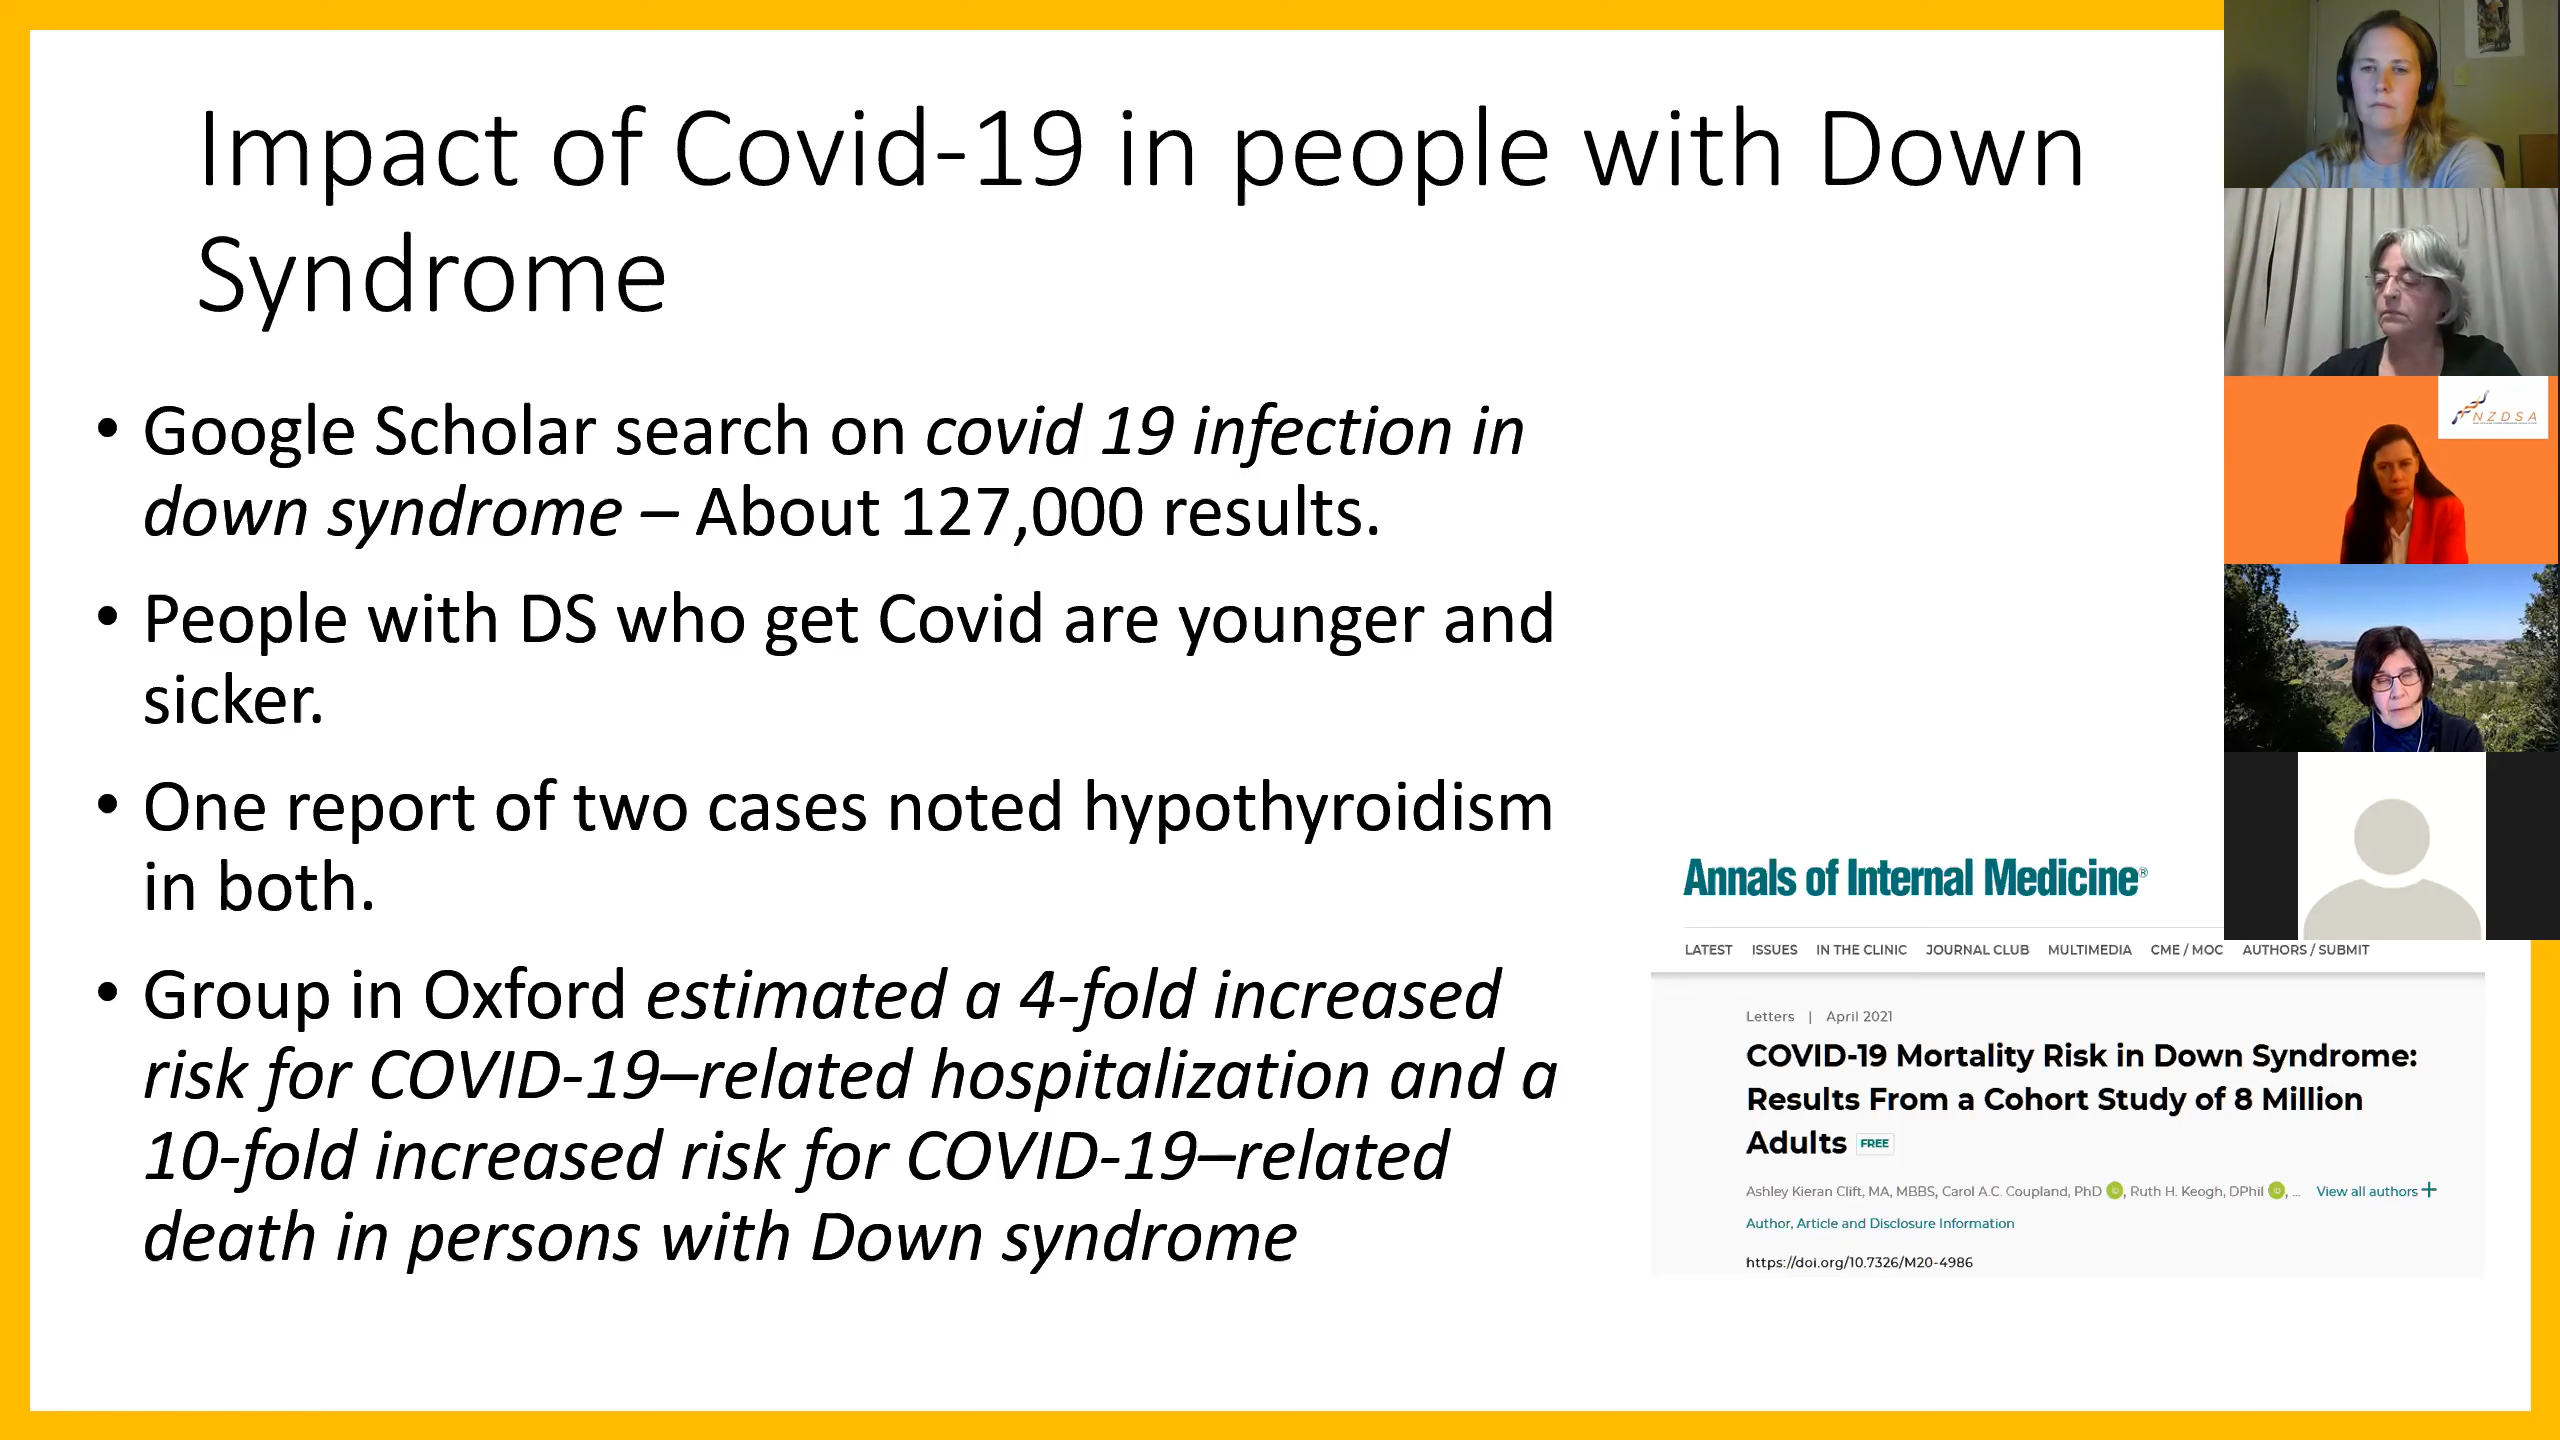 Impact of Covid-19 in people with Down
Syndrome
• Google Scholar search on covid 19 infection in
down syndrome – About 127,000 results.
• People with DS who get Covid are younger and
sicker.
• One report of two cases noted hypothyroidism
in both.
• Group in Oxford estimated a 4-fold increased
risk for COVID-19–related hospitalization and a
10-fold increased risk for COVID-19–related
death in persons with Down syndrome
NZDSA
Annals of Internal Medicine®
LATEST ISSUES IN THE CLINIC JOURNAL CLUB MULTIMEDIA CME / MOC AUTHORS / SUBMIT
Letters | April 2021
COVID-19 Mortality Risk in Down Syndrome:
Results From a Cohort Study of 8 Million
Adults FREE
Ashley Kieran Clift, MA, MBBS, Carol A.C. Coupland, PhD iD, Ruth H. Keogh, DPhil iD, ... View all authors +
Author, Article and Disclosure Information
https://doi.org/10.7326/M20-4986